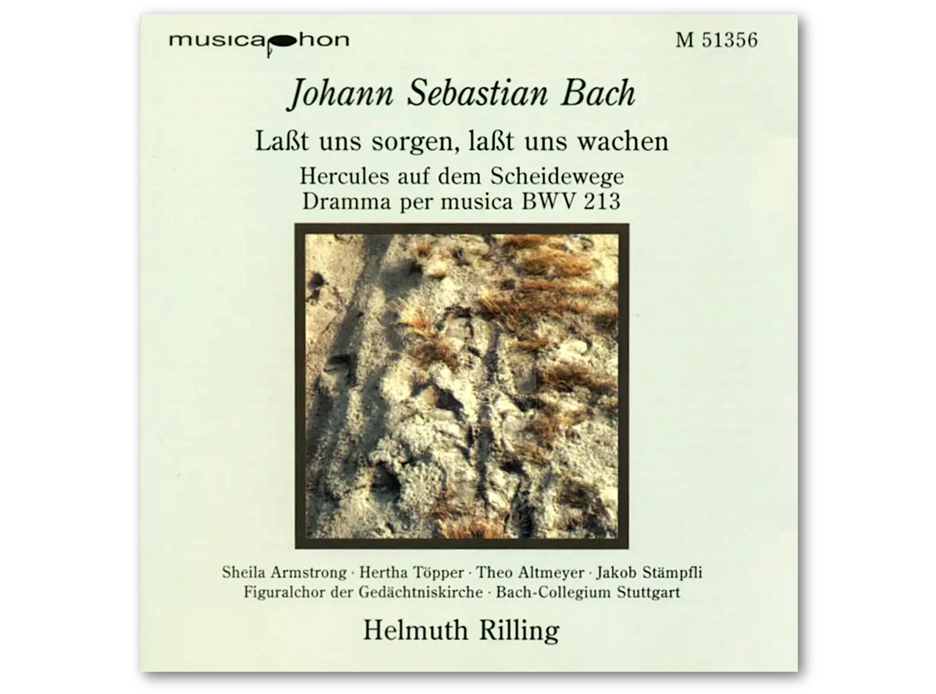 musicaphon
M 51356
Johann Sebastian Bach
Laßt uns sorgen, laßt uns wachen
Hercules auf dem Scheidewege
Dramma per musica BWV 213
Sheila Armstrong · Hertha Töpper · Theo Altmeyer · Jakob Stämpfli
Figuralchor der Gedächtniskirche · Bach-Collegium Stuttgart
Helmuth Rilling